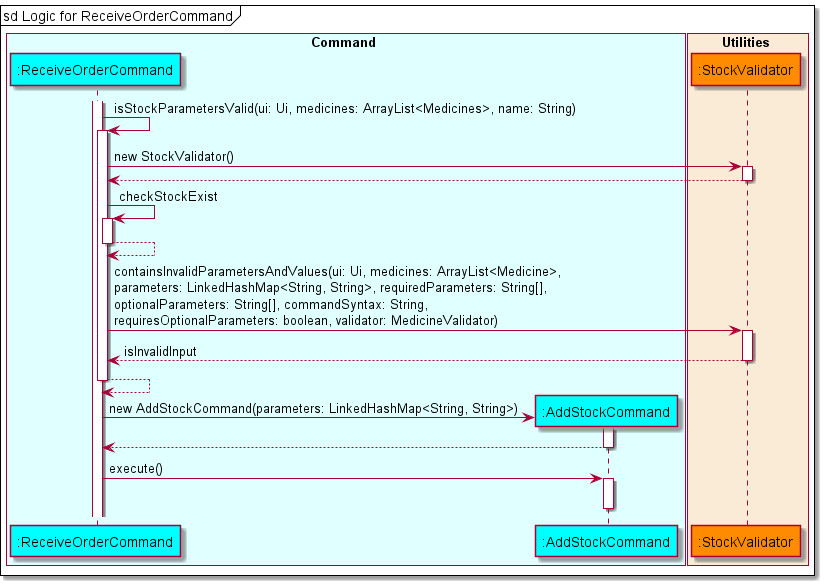 sd Logic for ReceiveOrderCommand
Command
Utilities
:ReceiveOrderCommand
:StockValidator
isStockParametersValid(ui: Ui, medicines: ArrayList<Medicines>, name: String)
new StockValidator()
checkStockExist
containsInvalidParametersAndValues(ui: Ui, medicines: ArrayList<Medicine>,
parameters: LinkedHashMap<String, String>, requiredParameters: String[],
optionalParameters: String[], commandSyntax: String,
requiresOptionalParameters: boolean, validator: MedicineValidator)
isInvalidInput
new AddStockCommand(parameters: LinkedHashMap<String, String>)
:AddStockCommand
execute()
:ReceiveOrderCommand
:AddStockCommand
:StockValidator